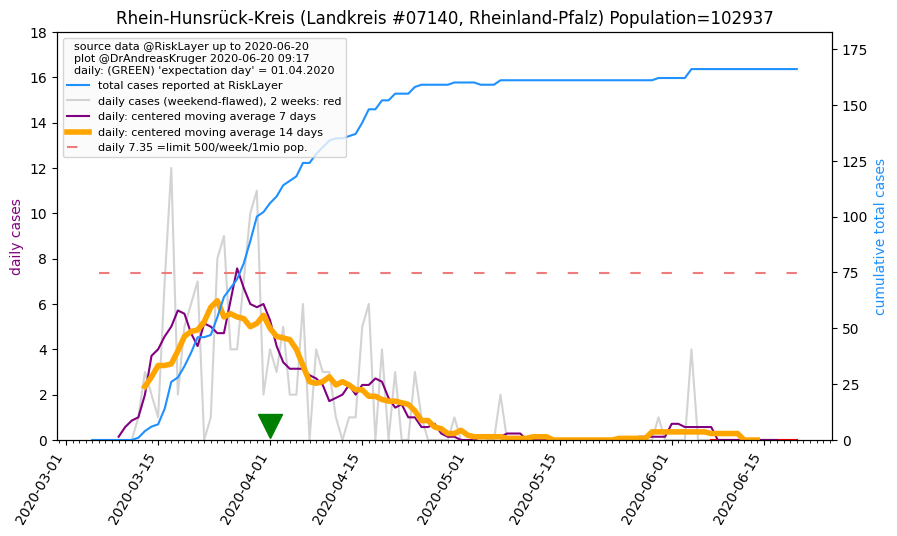 Rhein-Hunsrück-Kreis (Landkreis #07140, Rheinland-Pfalz) Population=102937
source data @RiskLayer up to 2020-06-20
plot @DrAndreasKruger 2020-06-20 09:17
daily: (GREEN) 'expectation day' = 01.04.2020
total cases reported at RiskLayer
daily cases (weekend-flawed), 2 weeks: red
daily: centered moving average 7 days
daily: centered moving average 14 days
daily 7.35 =limit 500/week/1mio pop.
daily cases
18
16
14
12
10
8
6
4
2
0
cumulative total cases
175
150
125
100
75
50
25
0
2020-03-01
2020-03-15
2020-04-01
2020-04-15
2020-05-01
2020-05-15
2020-06-01
2020-06-15